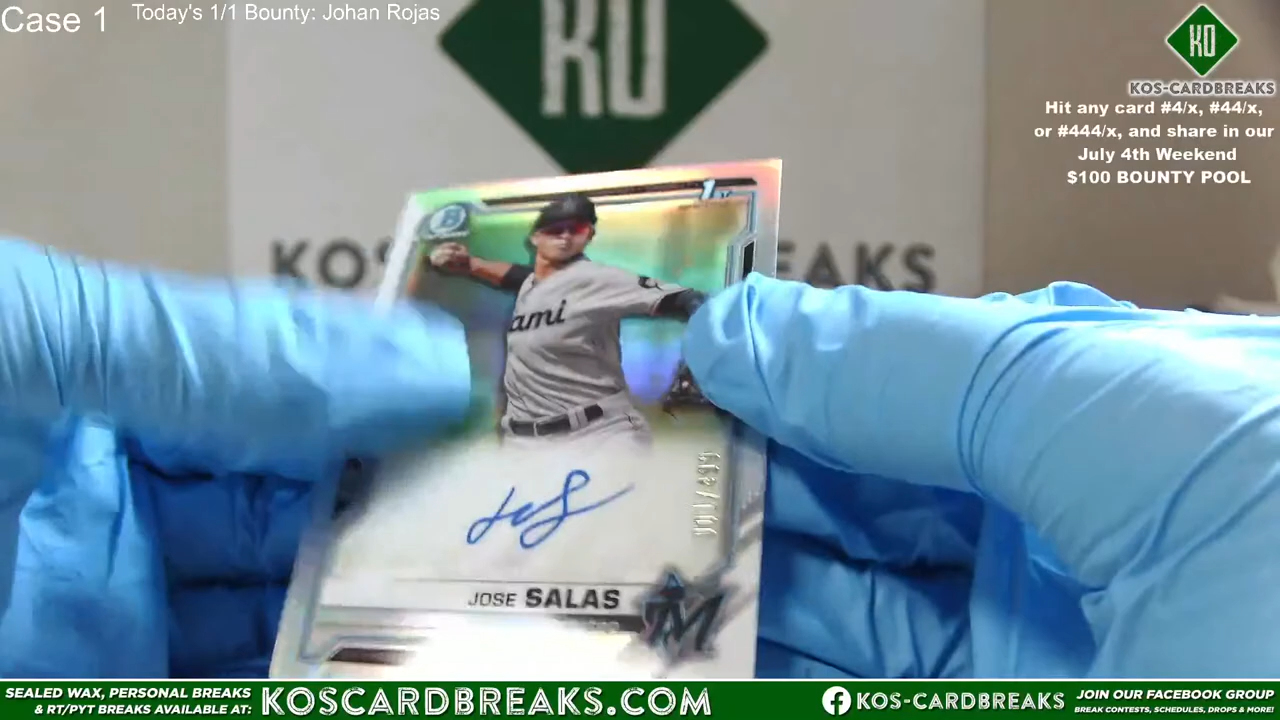 Case 1
Today's 1/1 Bounty: Johan Rojas
KO
KO
KOS-CARDBREAKS
Hit any card #4/x, #44/x,
or #444/x, and share in our
July 4th Weekend
$100 BOUNTY POOL
1st
B
ami
JOSE SALAS
M
SEALED WAX, PERSONAL BREAKS
& RT/PYT BREAKS AVAILABLE AT:
KOSCARDBREAKS.COM
KOS-CARDBREAKS
JOIN OUR FACEBOOK GROUP
BREAK CONTESTS, SCHEDULES, DROPS & MORE!